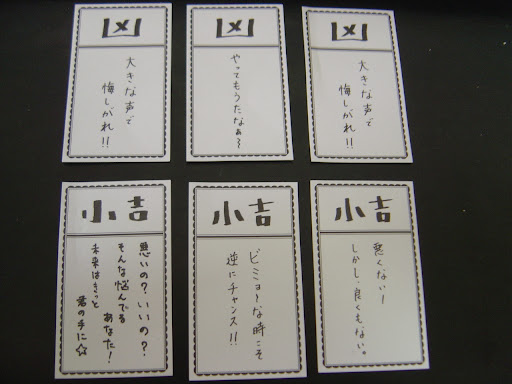 凶
大きな声で
悔しがれ!!
凶
やってもうたなぁ~
凶
大きな声で
悔しがれ!!
小吉
悪いの?いいの?
そんな悩んでる
あなた!
未来はきっと
君の手に☆
小吉
ビミョ~な時こそ
逆にチャンス!!
小吉
悪くない!
しかし、良くもない。